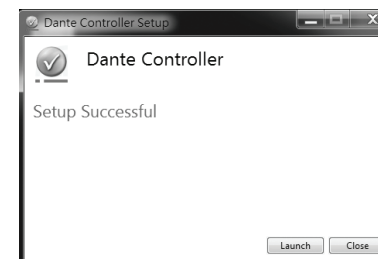 Dante Controller Setup
Dante Controller
Setup Successful
Launch
Close